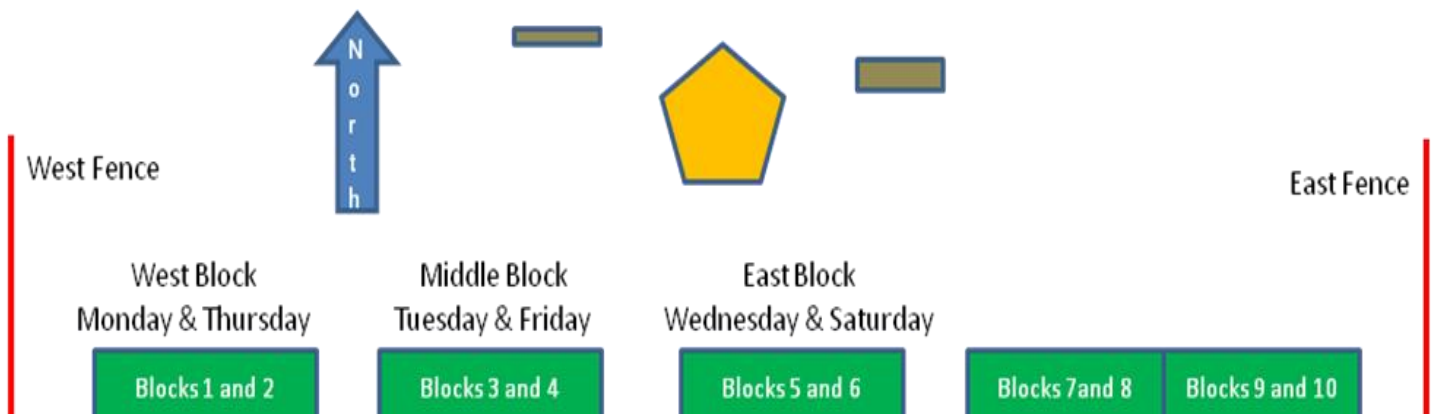 North
West Fence
East Fence
West Block
Monday & Thursday
Middle Block
Tuesday & Friday
East Block
Wednesday & Saturday
Blocks 1 and 2
Blocks 3 and 4
Blocks 5 and 6
Blocks 7and 8
Blocks 9 and 10